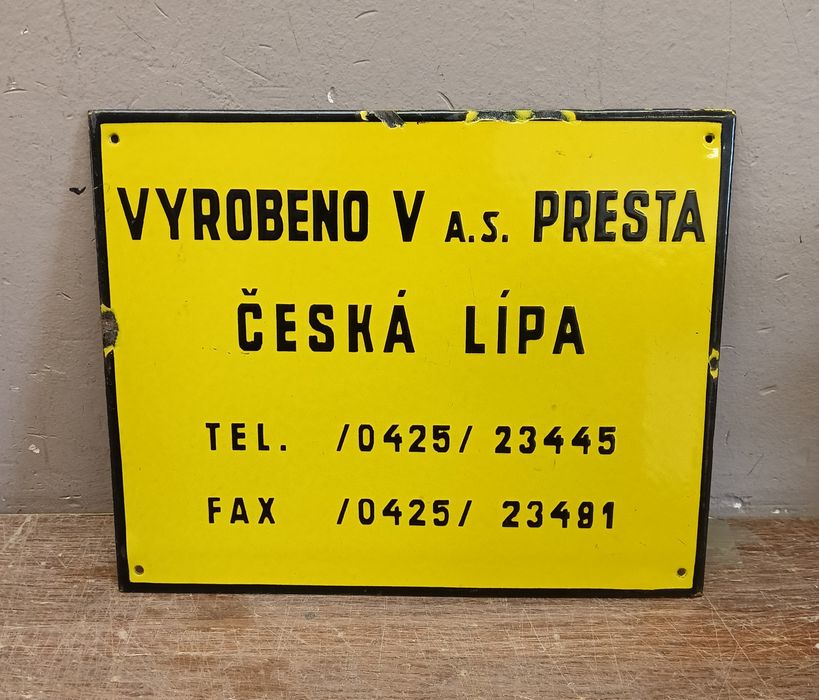 VYROBENO V A.S. PRESTA
ČESKÁ LÍPA
TEL. /0425/ 23445
FAX /0425/ 23481